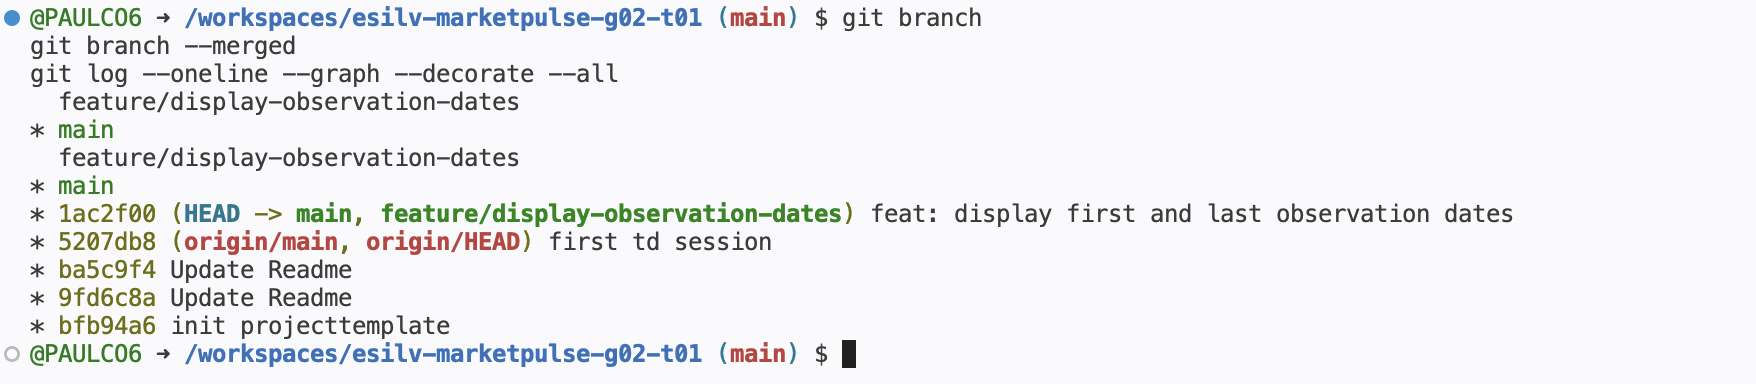 @PAULCO6 → /workspaces/esilv-marketpulse-g02-t01 (main) $ git branch
git branch --merged
git log --oneline --graph --decorate --all
  feature/display-observation-dates
* main
  feature/display-observation-dates
* main
* 1ac2f00 (HEAD -> main, feature/display-observation-dates) feat: display first and last observation dates
* 5207db8 (origin/main, origin/HEAD) first td session
* ba5c9f4 Update Readme
* 9fd6c8a Update Readme
* bfb94a6 init projecttemplate
@PAULCO6 → /workspaces/esilv-marketpulse-g02-t01 (main) $